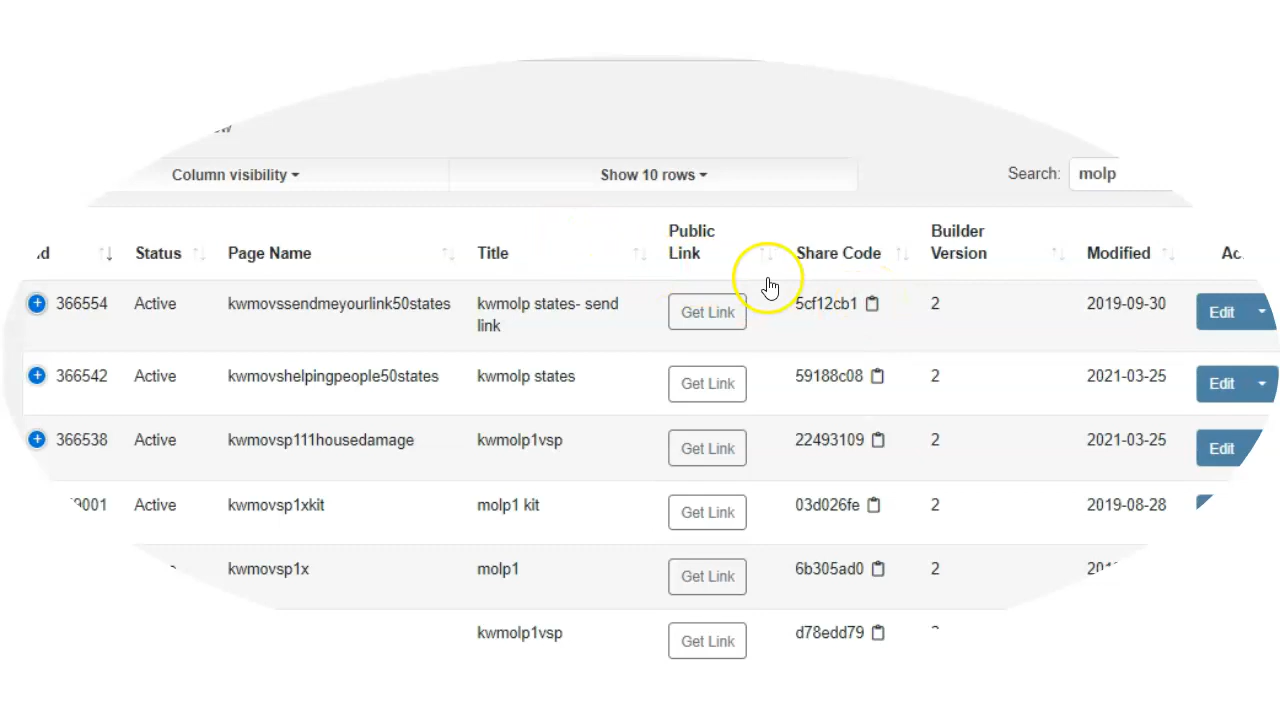 Column visibility Show 10 rows Search: molp
Public Builder
Status Page Name Title Link Share Code Version Modified
366554 Active kwmovssendmeyourlink50states kwmolp states- send Get Link 5cf12cb1 2 2019-09-30 Edit
link
366542 Active kwmovshelpingpeople50states kwmolp states Get Link 59188c08 2 2021-03-25 Edit
366538 Active kwmovsp111housedamage kwmolp1vsp Get Link 22493109 2 2021-03-25 Edit
9001 Active kwmovsp1xkit molp1 kit Get Link 03d026fe 2 2019-08-28
kwmovsp1x molp1 Get Link 6b305ad0 2
kwmolp1vsp Get Link d78edd79